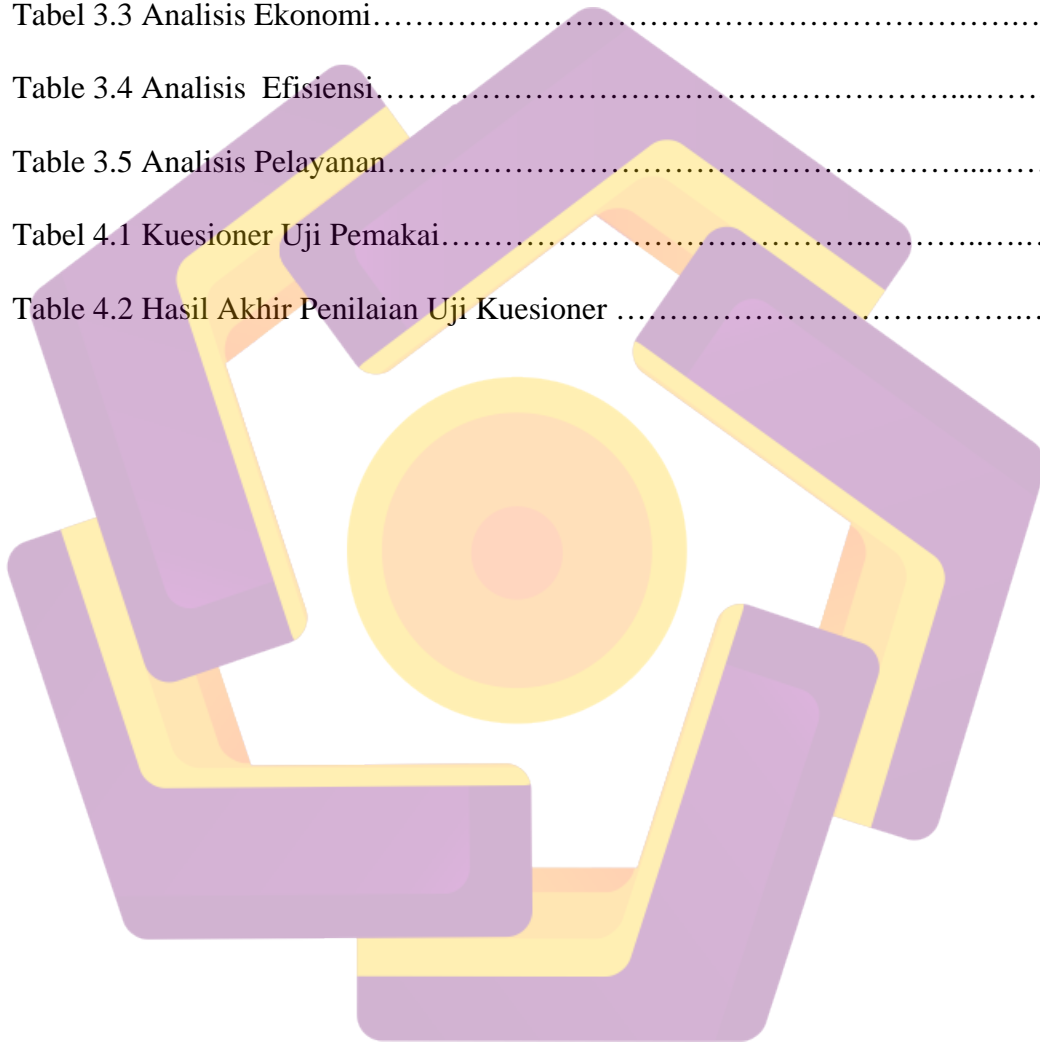 Tabel 3.3 Analisis Ekonomi……………………………………………………….…..
Table 3.4 Analisis  Efisiensi…………………………………………………...……
Table 3.5 Analisis Pelayanan…………………………………………………....……
Tabel 4.1 Kuesioner Uji Pemakai……………………………………..………..….…
Table 4.2 Hasil Akhir Penilaian Uji Kuesioner ……………………………..…….…